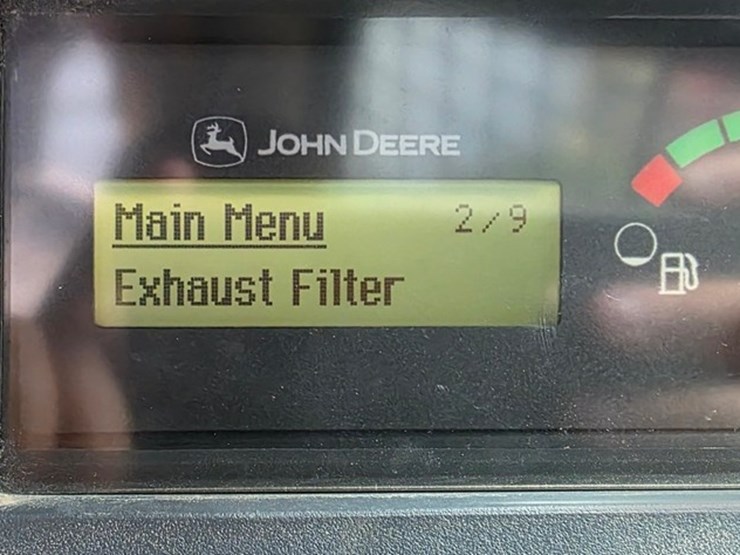 JOHN DEERE
Main Menu 2/9
Exhaust Filter